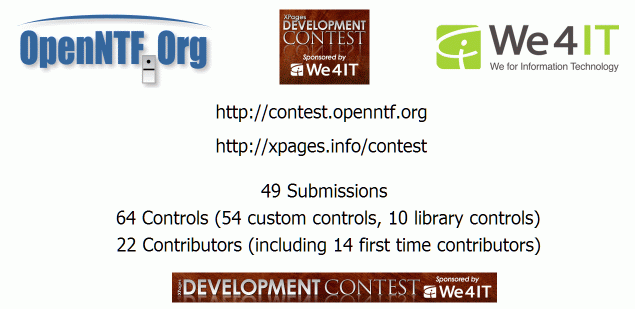 OpenNTF.Org
XPages
DEVELOPMENT
CONTEST
Sponsored by
We4IT
We4IT
We for Information Technology
http://contest.openntf.org
http://xpages.info/contest
49 Submissions
64 Controls (54 custom controls, 10 library controls)
22 Contributors (including 14 first time contributors)
XPages DEVELOPMENT CONTEST Sponsored by We4IT